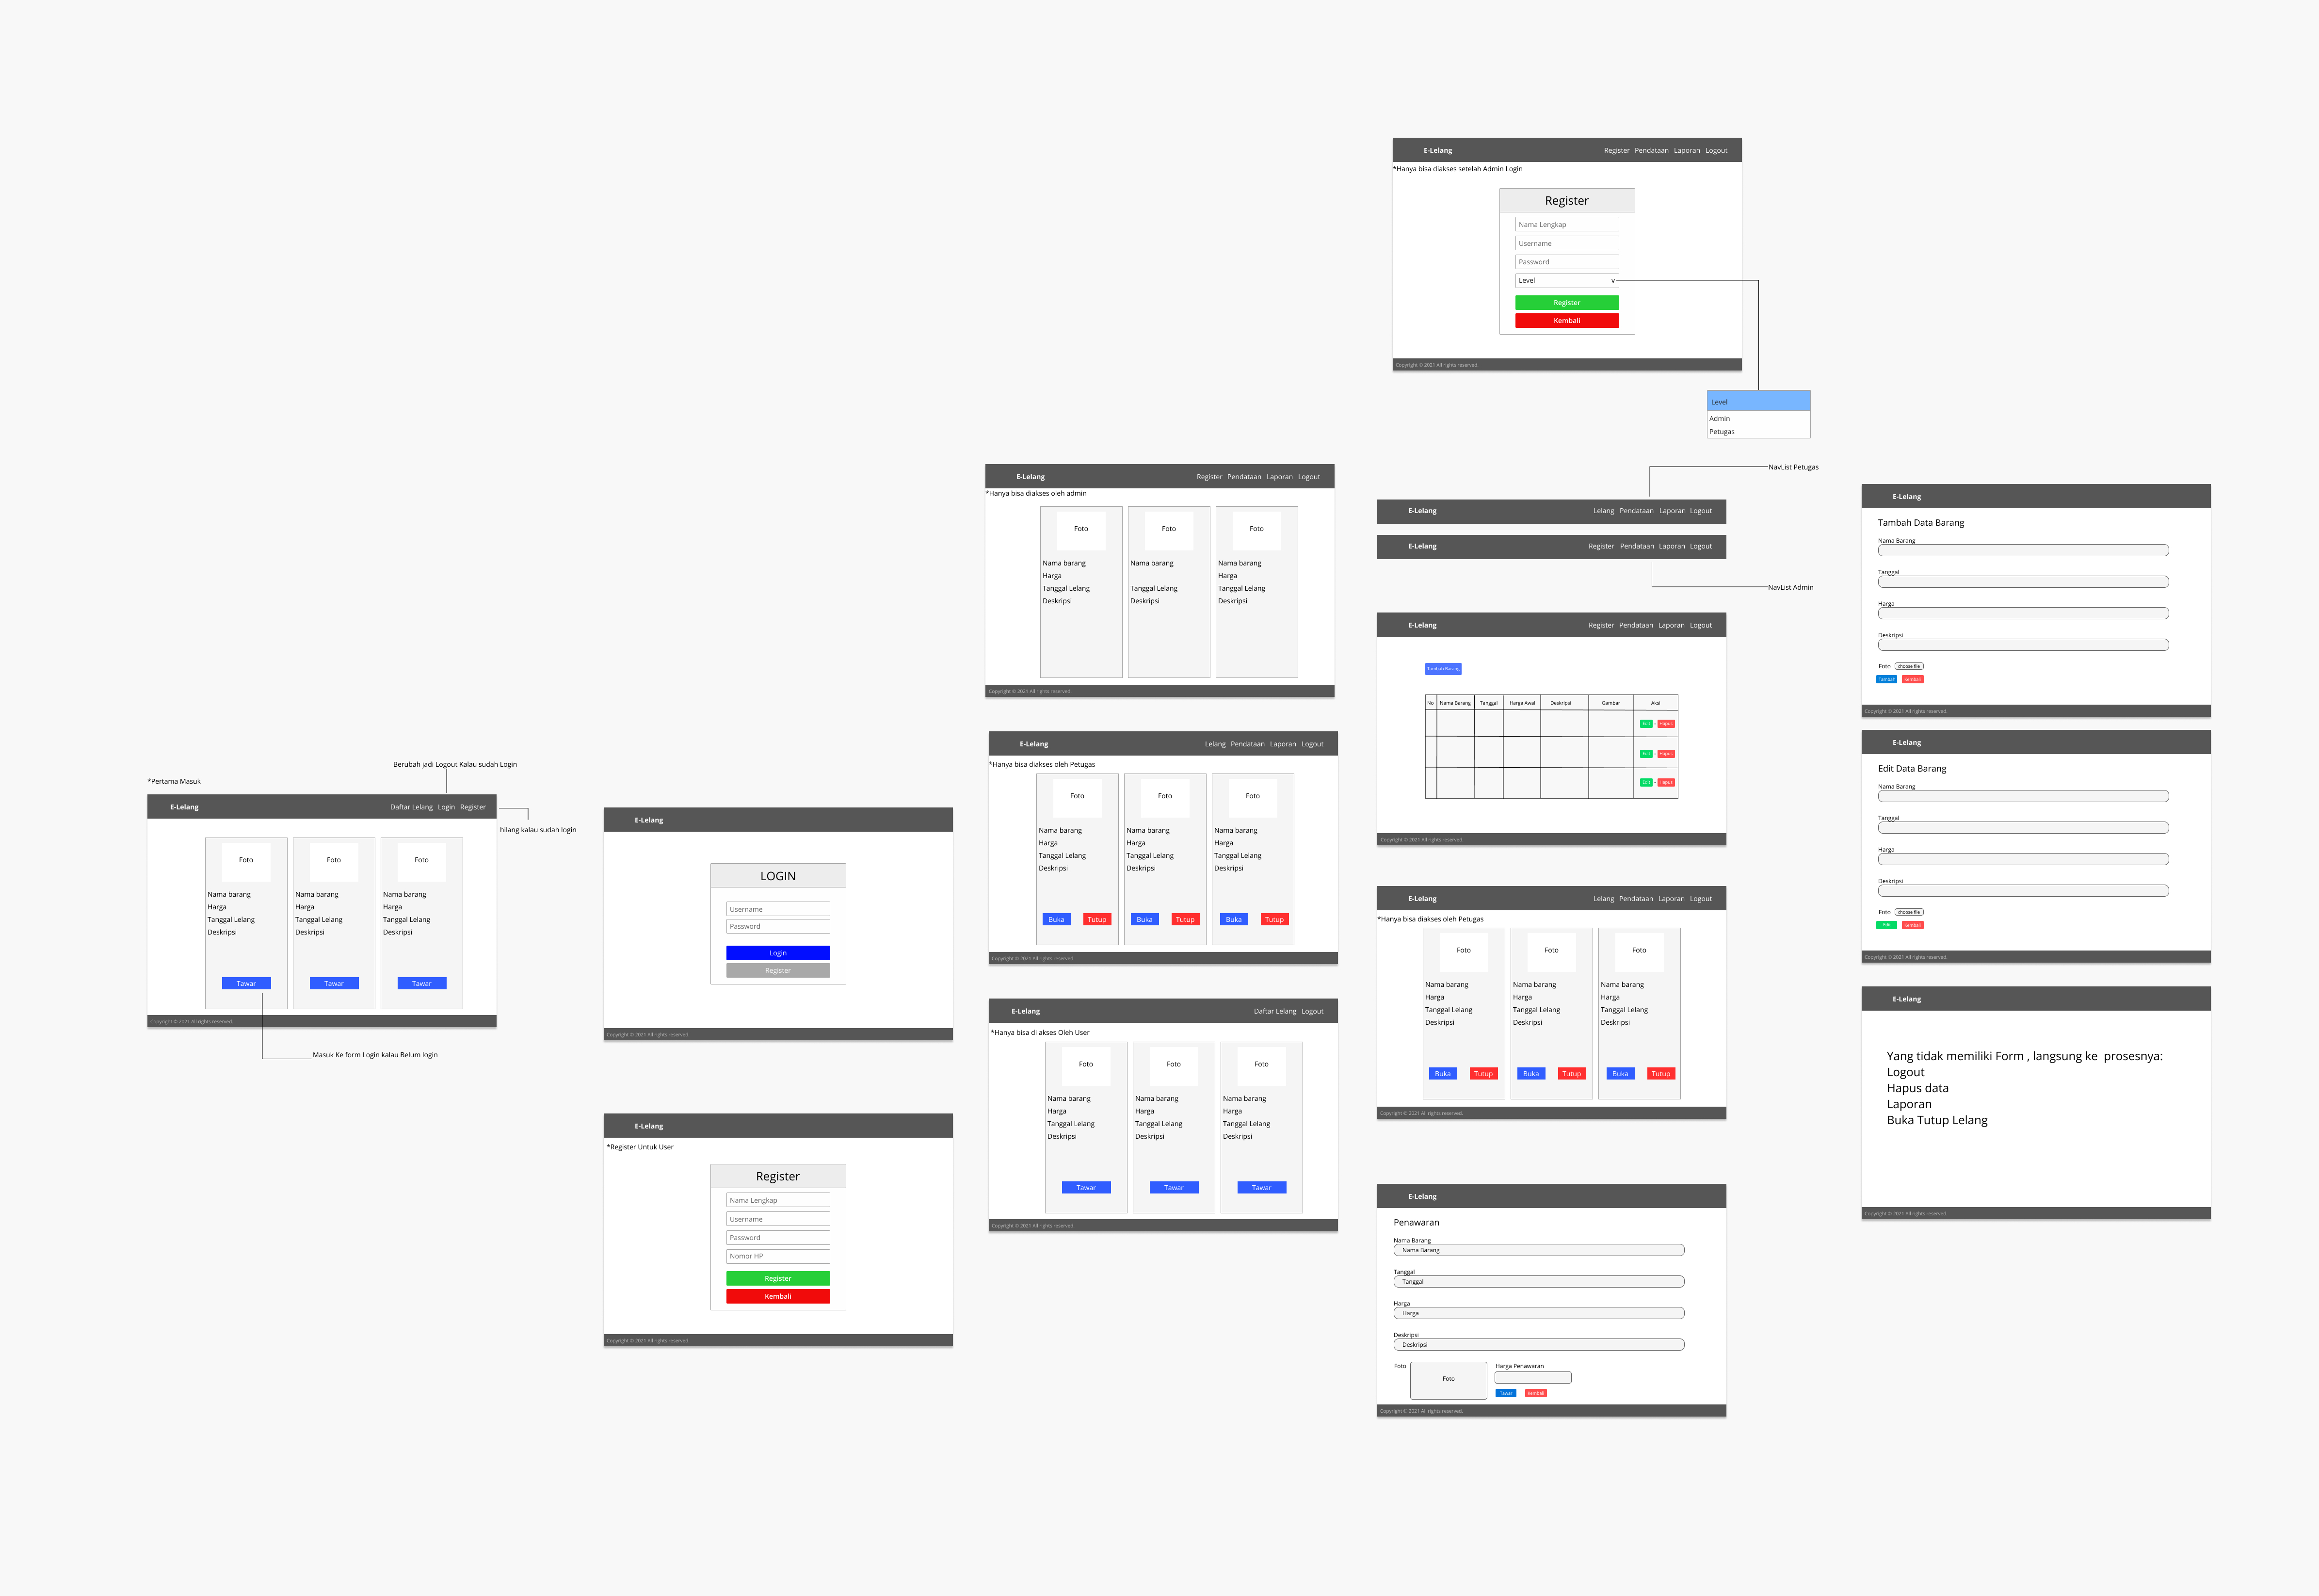 Berubah jadi Logout Kalau sudah Login
*Pertama Masuk
E-Lelang Daftar Lelang Login Register
hilang kalau sudah login
Foto Foto Foto
Nama barang Nama barang Nama barang
Harga Harga Harga
Tanggal Lelang Tanggal Lelang Tanggal Lelang
Deskripsi Deskripsi Deskripsi
Tawar Tawar Tawar
Copyright © 2021 All rights reserved.
Masuk Ke form Login kalau Belum login
E-Lelang
LOGIN
Username
Password
Login
Register
Copyright © 2021 All rights reserved.
E-Lelang
*Register Untuk User
Register
Nama Lengkap
Username
Password
Nomor HP
Register
Kembali
Copyright © 2021 All rights reserved.
E-Lelang Register Pendataan Laporan Logout
*Hanya bisa diakses oleh admin
Foto Foto Foto
Nama barang Nama barang Nama barang
Harga Harga
Tanggal Lelang Tanggal Lelang Tanggal Lelang
Deskripsi Deskripsi Deskripsi
Copyright © 2021 All rights reserved.
E-Lelang Lelang Pendataan Laporan Logout
*Hanya bisa diakses oleh Petugas
Foto Foto Foto
Nama barang Nama barang Nama barang
Harga Harga Harga
Tanggal Lelang Tanggal Lelang Tanggal Lelang
Deskripsi Deskripsi Deskripsi
Buka Tutup Buka Tutup Buka Tutup
Copyright © 2021 All rights reserved.
E-Lelang Daftar Lelang Logout
*Hanya bisa di akses Oleh User
Foto Foto Foto
Nama barang Nama barang Nama barang
Harga Harga Harga
Tanggal Lelang Tanggal Lelang Tanggal Lelang
Deskripsi Deskripsi Deskripsi
Tawar Tawar Tawar
Copyright © 2021 All rights reserved.
E-Lelang Register Pendataan Laporan Logout
*Hanya bisa diakses setelah Admin Login
Register
Nama Lengkap
Username
Password
Level v
Register
Kembali
Copyright © 2021 All rights reserved.
Level
Admin
Petugas
NavList Petugas
E-Lelang Lelang Pendataan Laporan Logout
E-Lelang Register Pendataan Laporan Logout
NavList Admin
E-Lelang Register Pendataan Laporan Logout
Tambah Barang
No Nama Barang Tanggal Harga Awal Deskripsi Gambar Aksi
Edit Hapus
Edit Hapus
Edit Hapus
Copyright © 2021 All rights reserved.
E-Lelang Lelang Pendataan Laporan Logout
*Hanya bisa diakses oleh Petugas
Foto Foto Foto
Nama barang Nama barang Nama barang
Harga Harga Harga
Tanggal Lelang Tanggal Lelang Tanggal Lelang
Deskripsi Deskripsi Deskripsi
Buka Tutup Buka Tutup Buka Tutup
Copyright © 2021 All rights reserved.
E-Lelang
Penawaran
Nama Barang
Nama Barang
Tanggal
Tanggal
Harga
Harga
Deskripsi
Deskripsi
Foto Foto Harga Penawaran
Tawar Kembali
Copyright © 2021 All rights reserved.
E-Lelang
Tambah Data Barang
Nama Barang
Tanggal
Harga
Deskripsi
Foto choose file
Tambah Kembali
Copyright © 2021 All rights reserved.
E-Lelang
Edit Data Barang
Nama Barang
Tanggal
Harga
Deskripsi
Foto choose file
Edit Kembali
Copyright © 2021 All rights reserved.
E-Lelang
Yang tidak memiliki Form , langsung ke prosesnya:
Logout
Hapus data
Laporan
Buka Tutup Lelang
Copyright © 2021 All rights reserved.